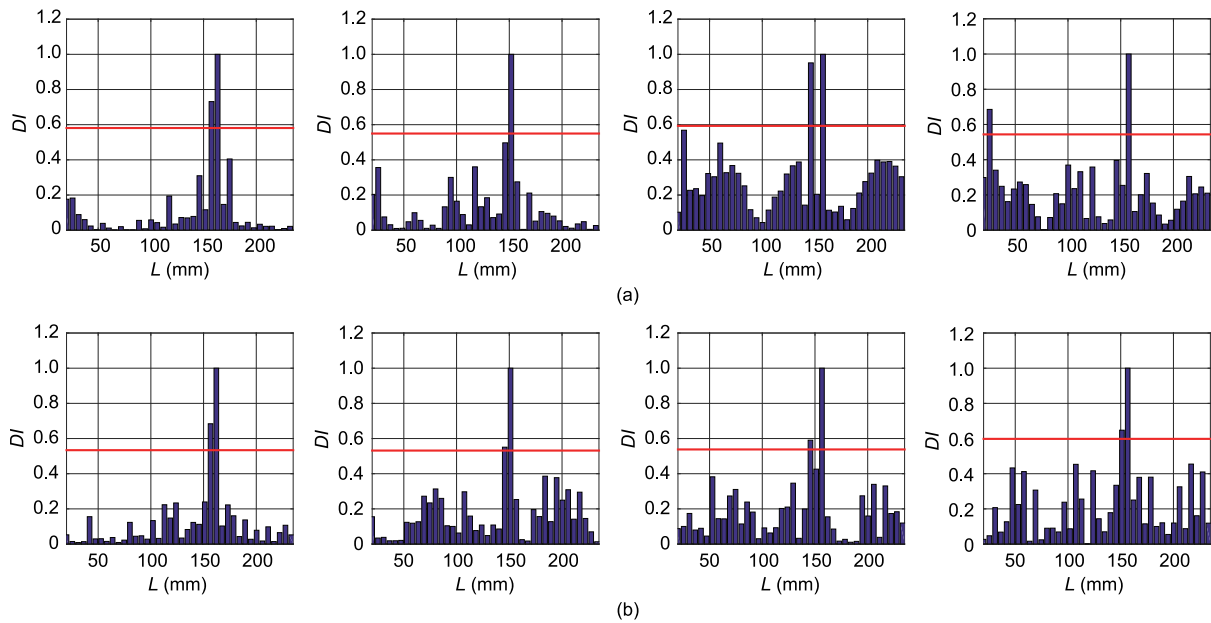 1.2 1.2 1.2 1.2
1.0 1.0 1.0 1.0
0.8 0.8 0.8 0.8
DI DI DI DI
0.6 0.6 0.6 0.6
0.4 0.4 0.4 0.4
0.2 0.2 0.2 0.2
0 0 0 0
50 100 150 200 50 100 150 200 50 100 150 200 50 100 150 200
L (mm) L (mm) L (mm) L (mm)
(a)
1.2 1.2 1.2 1.2
1.0 1.0 1.0 1.0
0.8 0.8 0.8 0.8
DI DI DI DI
0.6 0.6 0.6 0.6
0.4 0.4 0.4 0.4
0.2 0.2 0.2 0.2
0 0 0 0
50 100 150 200 50 100 150 200 50 100 150 200 50 100 150 200
L (mm) L (mm) L (mm) L (mm)
(b)